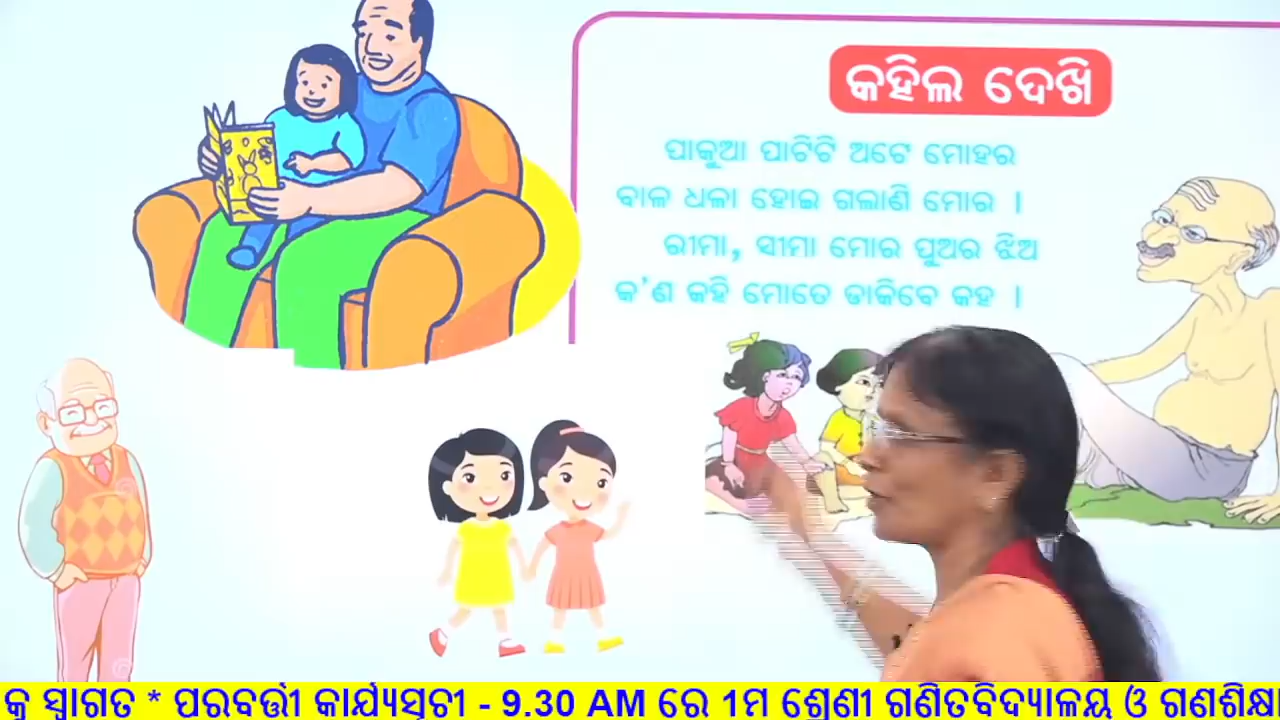 କହିଲ ଦେଖି
ପାକୁଆ ପାଟିଟି ଅଟେ ମୋହର
ବାଳ ଧଳା ହୋଇ ଗଲାଣି ମୋର ।
ରୀମା, ସୀମା ମୋର ପୁଅର ଝିଅ
କ'ଣ କହି ମୋତେ ଡାକିବେ କହ ।
କୁ ସ୍ୱାଗତ * ପରବର୍ତ୍ତୀ କାର୍ଯ୍ୟସୂଚୀ - 9.30 AM ରେ 1ମ ଶ୍ରେଣୀ ଗଣିତବିଦ୍ୟାଳୟ ଓ ଗଣଶିକ୍ଷା